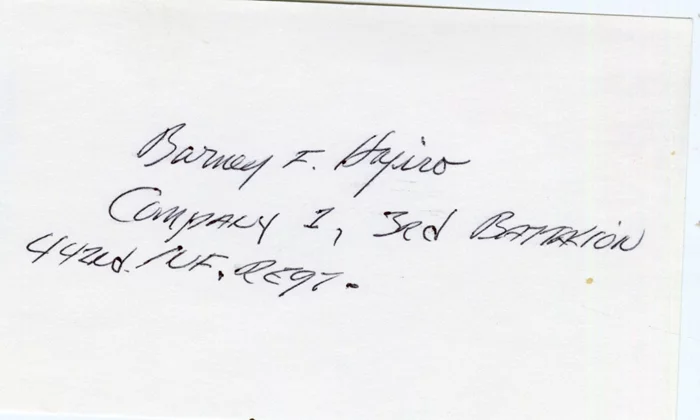 Barney F. Hajiro
Company I, 3rd Battalion
442nd. INF. REGT.